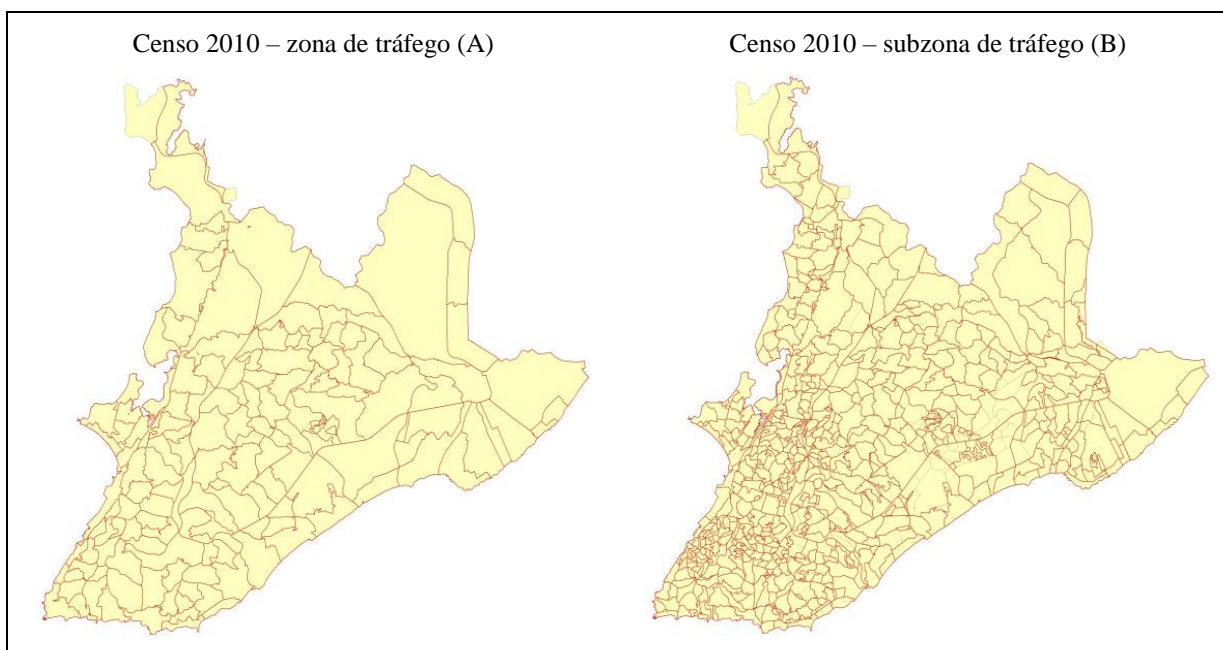 Censo 2010 – zona de tráfego (A)
Censo 2010 – subzona de tráfego (B)